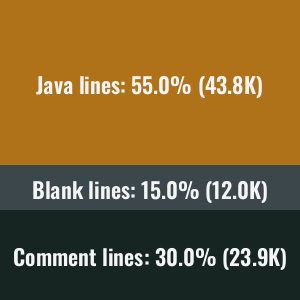 Java lines: 55.0% (43.8K)
Blank lines: 15.0% (12.0K)
Comment lines: 30.0% (23.9K)